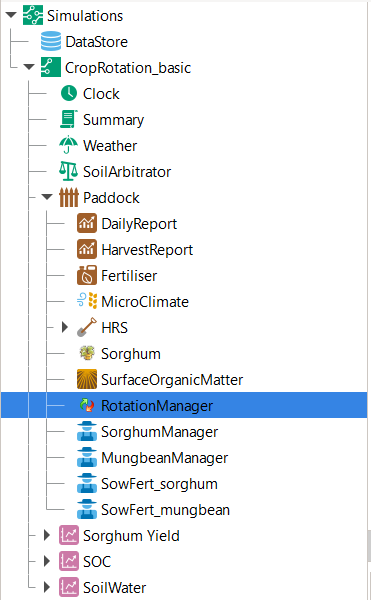 Simulations
DataStore
CropRotation_basic
Clock
Summary
Weather
SoilArbitrator
Paddock
DailyReport
HarvestReport
Fertiliser
MicroClimate
HRS
Sorghum
SurfaceOrganicMatter
RotationManager
SorghumManager
MungbeanManager
SowFert_sorghum
SowFert_mungbean
Sorghum Yield
SOC
SoilWater